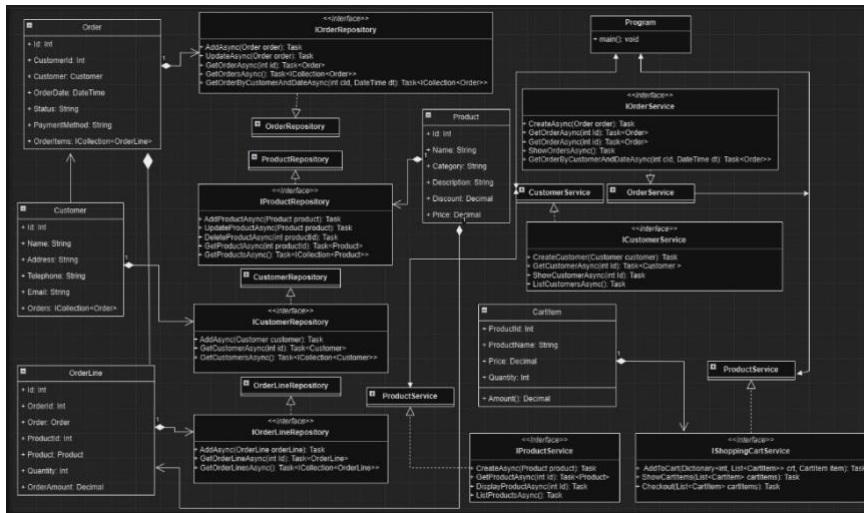 Order
+ Id: Int
+ CustomerId: Int
+ Customer: Customer
+ OrderDate: DateTime
+ Status: String
+ PaymentMethod: String
+ OrderItems: ICollection<OrderLine>
1
<<interface>>
IOrderRepository
+ AddAsync(Order order): Task
+ UpdateAsync(Order order): Task
+ GetOrderAsync(int id): Task<Order>
+ GetOrdersAsync(): Task<ICollection<Order>>
+ GetOrderByCustomerAndDateAsync(int cId, DateTime dt): Task<ICollection<Order>>
OrderRepository
ProductRepository
<<interface>>
IProductRepository
+ AddProductAsync(Product product): Task
+ UpdateProductAsync(Product product): Task
+ DeleteProductAsync(int productId): Task
+ GetProductAsync(int productId): Task<Product>
+ GetProductsAsync(): Task<ICollection<Product>>
Product
+ Id: Int
+ Name: String
+ Category: String
+ Description: String
+ Discount: Decimal
+ Price: Decimal
1
1
Program
+ main(): void
<<interface>>
IOrderService
+ CreateAsync(Order order): Task
+ GetOrderAsync(int Id): Task<Order>
+ GetOrderAsync(int Id): Task<Order>
+ ShowOrdersAsync(): Task
+ GetOrderByCustomerAndDateAsync(int cId, DateTime dt): Task<Order>>
CustomerService
OrderService
<<interface>>
ICustomerService
+ CreateCustomer(Customer customer): Task
+ GetCustomerAsync(int Id): Task<Customer >
+ ShowCustomerAsync(int Id): Task
+ ListCustomersAsync(): Task
Customer
+ Id: Int
+ Name: String
+ Address: String
+ Telephone: String
+ Email: String
+ Orders: ICollection<Order>
1
CustomerRepository
<<interface>>
ICustomerRepository
+ AddAsync(Customer customer): Task
+ GetCustomerAsync(int id): Task<Customer>
+ GetCustomersAsync(): Task<ICollection<Customer>>
CartItem
+ ProductId: Int
+ ProductName: String
+ Price: Decimal
+ Quantity: Int
+ Amount(): Decimal
1
ProductService
OrderLine
+ Id: Int
+ OrderId: Int
+ Order: Order
+ ProductId: Int
+ Product: Product
+ Quantity: Int
+ OrderAmount: Decimal
1
OrderLineRepository
<<interface>>
IOrderLineRepository
+ AddAsync(OrderLine orderLine): Task
+ GetOrderLineAsync(int id): Task<OrderLine>
+ GetOrderLinesAsync(): Task<ICollection<OrderLine>>
ProductService
<<interface>>
IProductService
+ CreateAsync(Product product): Task
+ GetProductAsync(int Id): Task<Product>
+ DisplayProductAsync(int Id): Task
+ ListProductsAsync(): Task
<<interface>>
IShoppingCartService
+ AddToCart(Dictionary<int, List<CartItem>> crt, CartItem item): Task
+ ShowCartItems(List<CartItem> cartItems): Task
+ Checkout(List<CartItem> cartItems): Task